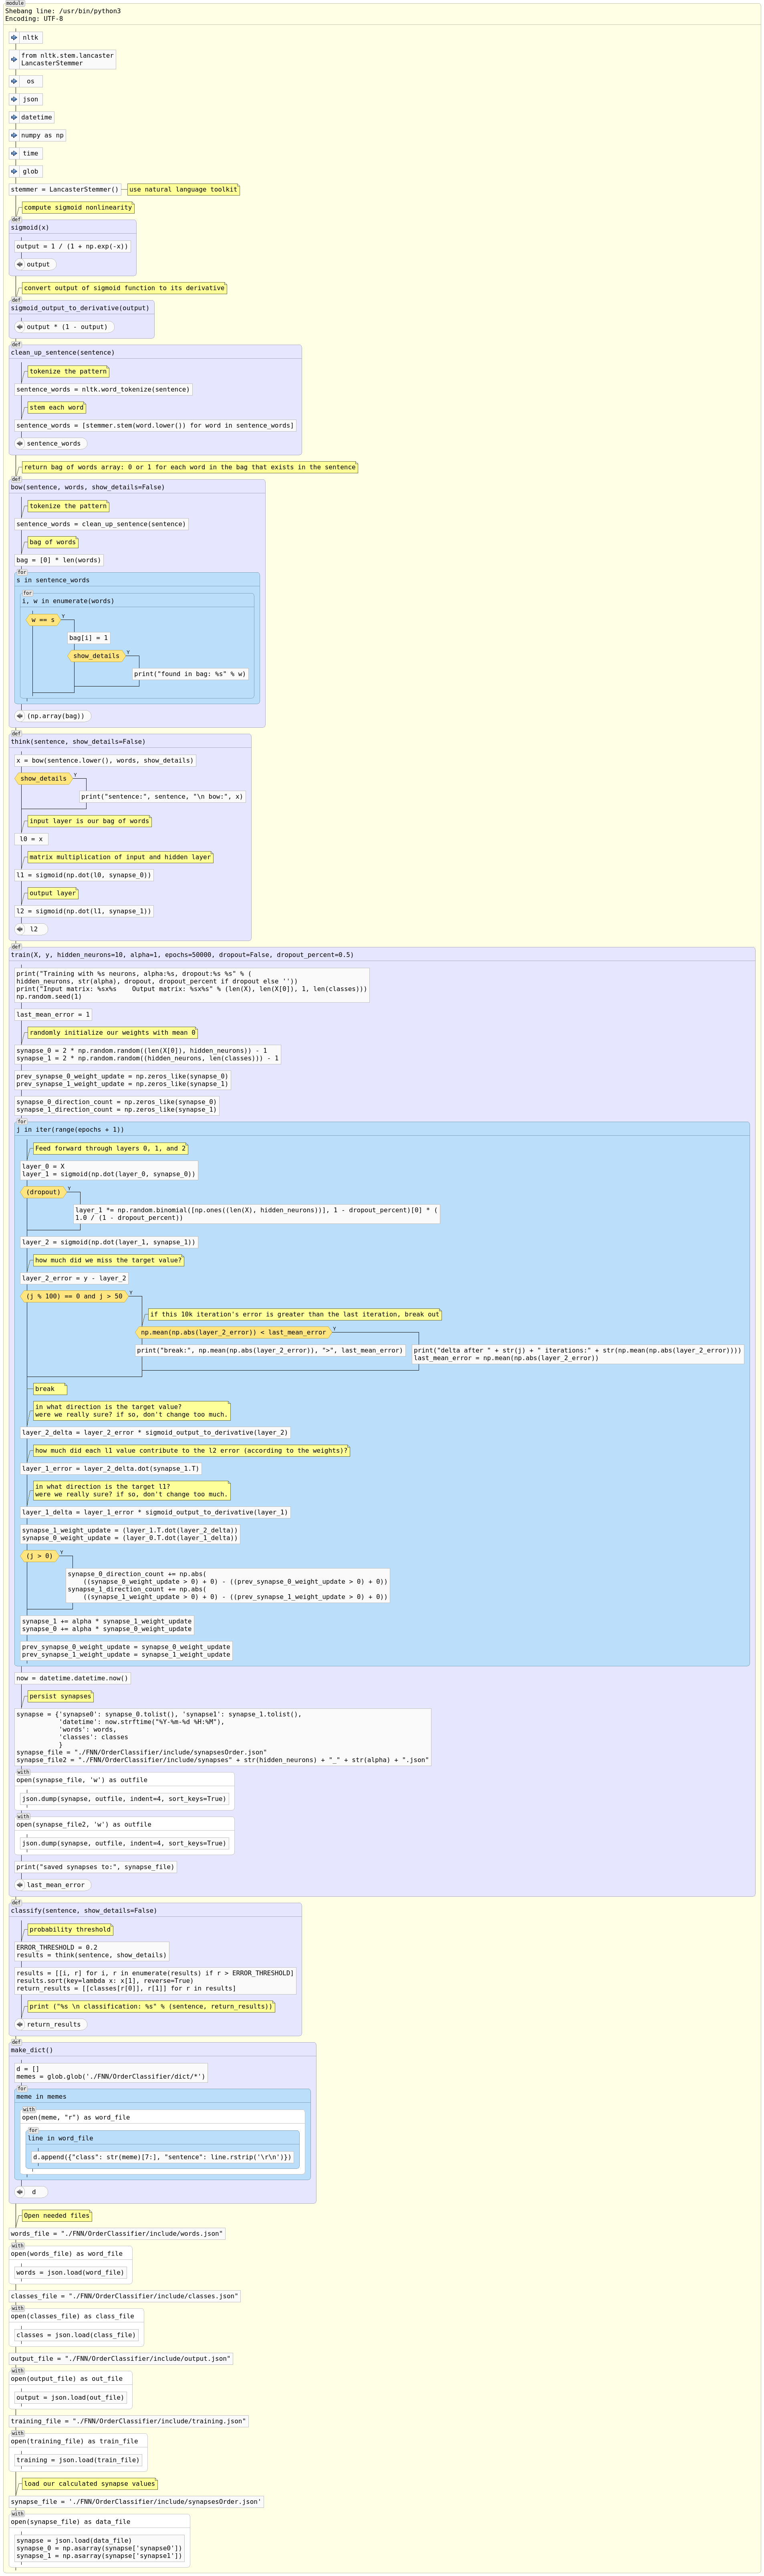 module
Shebang line: /usr/bin/python3
Encoding: UTF-8
nltk
from nltk.stem.lancaster
LancasterStemmer
os
json
datetime
numpy as np
time
glob
stemmer = LancasterStemmer() use natural language toolkit
compute sigmoid nonlinearity
def
sigmoid(x)
output = 1 / (1 + np.exp(-x))
output
convert output of sigmoid function to its derivative
def
sigmoid_output_to_derivative(output)
output * (1 - output)
def
clean_up_sentence(sentence)
tokenize the pattern
sentence_words = nltk.word_tokenize(sentence)
stem each word
sentence_words = [stemmer.stem(word.lower()) for word in sentence_words]
sentence_words
return bag of words array: 0 or 1 for each word in the bag that exists in the sentence
def
bow(sentence, words, show_details=False)
tokenize the pattern
sentence_words = clean_up_sentence(sentence)
bag of words
bag = [0] * len(words)
for
s in sentence_words
for
i, w in enumerate(words)
w == s Y
bag[i] = 1
show_details Y
print("found in bag: %s" % w)
(np.array(bag))
def
think(sentence, show_details=False)
x = bow(sentence.lower(), words, show_details)
show_details Y
print("sentence:", sentence, "\n bow:", x)
input layer is our bag of words
l0 = x
matrix multiplication of input and hidden layer
l1 = sigmoid(np.dot(l0, synapse_0))
output layer
l2 = sigmoid(np.dot(l1, synapse_1))
l2
def
train(X, y, hidden_neurons=10, alpha=1, epochs=50000, dropout=False, dropout_percent=0.5)
print("Training with %s neurons, alpha:%s, dropout:%s %s" % (
hidden_neurons, str(alpha), dropout, dropout_percent if dropout else ''))
print("Input matrix: %sx%s    Output matrix: %sx%s" % (len(X), len(X[0]), 1, len(classes)))
np.random.seed(1)
last_mean_error = 1
randomly initialize our weights with mean 0
synapse_0 = 2 * np.random.random((len(X[0]), hidden_neurons)) - 1
synapse_1 = 2 * np.random.random((hidden_neurons, len(classes))) - 1
prev_synapse_0_weight_update = np.zeros_like(synapse_0)
prev_synapse_1_weight_update = np.zeros_like(synapse_1)
synapse_0_direction_count = np.zeros_like(synapse_0)
synapse_1_direction_count = np.zeros_like(synapse_1)
for
j in iter(range(epochs + 1))
Feed forward through layers 0, 1, and 2
layer_0 = X
layer_1 = sigmoid(np.dot(layer_0, synapse_0))
(dropout) Y
layer_1 *= np.random.binomial([np.ones((len(X), hidden_neurons))], 1 - dropout_percent)[0] * (
1.0 / (1 - dropout_percent))
layer_2 = sigmoid(np.dot(layer_1, synapse_1))
how much did we miss the target value?
layer_2_error = y - layer_2
(j % 100) == 0 and j > 50 Y
if this 10k iteration's error is greater than the last iteration, break out
np.mean(np.abs(layer_2_error)) < last_mean_error Y
print("break:", np.mean(np.abs(layer_2_error)), ">", last_mean_error)
print("delta after " + str(j) + " iterations:" + str(np.mean(np.abs(layer_2_error))))
last_mean_error = np.mean(np.abs(layer_2_error))
break
in what direction is the target value?
were we really sure? if so, don't change too much.
layer_2_delta = layer_2_error * sigmoid_output_to_derivative(layer_2)
how much did each l1 value contribute to the l2 error (according to the weights)?
layer_1_error = layer_2_delta.dot(synapse_1.T)
in what direction is the target l1?
were we really sure? if so, don't change too much.
layer_1_delta = layer_1_error * sigmoid_output_to_derivative(layer_1)
synapse_1_weight_update = (layer_1.T.dot(layer_2_delta))
synapse_0_weight_update = (layer_0.T.dot(layer_1_delta))
(j > 0) Y
synapse_0_direction_count += np.abs(
((synapse_0_weight_update > 0) + 0) - ((prev_synapse_0_weight_update > 0) + 0))
synapse_1_direction_count += np.abs(
((synapse_1_weight_update > 0) + 0) - ((prev_synapse_1_weight_update > 0) + 0))
synapse_1 += alpha * synapse_1_weight_update
synapse_0 += alpha * synapse_0_weight_update
prev_synapse_0_weight_update = synapse_0_weight_update
prev_synapse_1_weight_update = synapse_1_weight_update
now = datetime.datetime.now()
persist synapses
synapse = {'synapse0': synapse_0.tolist(), 'synapse1': synapse_1.tolist(),
'datetime': now.strftime("%Y-%m-%d %H:%M"),
'words': words,
'classes': classes
}
synapse_file = "./FNN/OrderClassifier/include/synapsesOrder.json"
synapse_file2 = "./FNN/OrderClassifier/include/synapses" + str(hidden_neurons) + "_" + str(alpha) + ".json"
with
open(synapse_file, 'w') as outfile
json.dump(synapse, outfile, indent=4, sort_keys=True)
with
open(synapse_file2, 'w') as outfile
json.dump(synapse, outfile, indent=4, sort_keys=True)
print("saved synapses to:", synapse_file)
last_mean_error
def
classify(sentence, show_details=False)
probability threshold
ERROR_THRESHOLD = 0.2
results = think(sentence, show_details)
results = [[i, r] for i, r in enumerate(results) if r > ERROR_THRESHOLD]
results.sort(key=lambda x: x[1], reverse=True)
return_results = [[classes[r[0]], r[1]] for r in results]
print ("%s \n classification: %s" % (sentence, return_results))
return_results
def
make_dict()
d = []
memes = glob.glob('./FNN/OrderClassifier/dict/*')
for
meme in memes
with
open(meme, "r") as word_file
for
line in word_file
d.append({"class": str(meme)[7:], "sentence": line.rstrip('\r\n')})
d
Open needed files
words_file = "./FNN/OrderClassifier/include/words.json"
with
open(words_file) as word_file
words = json.load(word_file)
classes_file = "./FNN/OrderClassifier/include/classes.json"
with
open(classes_file) as class_file
classes = json.load(class_file)
output_file = "./FNN/OrderClassifier/include/output.json"
with
open(output_file) as out_file
output = json.load(out_file)
training_file = "./FNN/OrderClassifier/include/training.json"
with
open(training_file) as train_file
training = json.load(train_file)
load our calculated synapse values
synapse_file = './FNN/OrderClassifier/include/synapsesOrder.json'
with
open(synapse_file) as data_file
synapse = json.load(data_file)
synapse_0 = np.asarray(synapse['synapse0'])
synapse_1 = np.asarray(synapse['synapse1'])